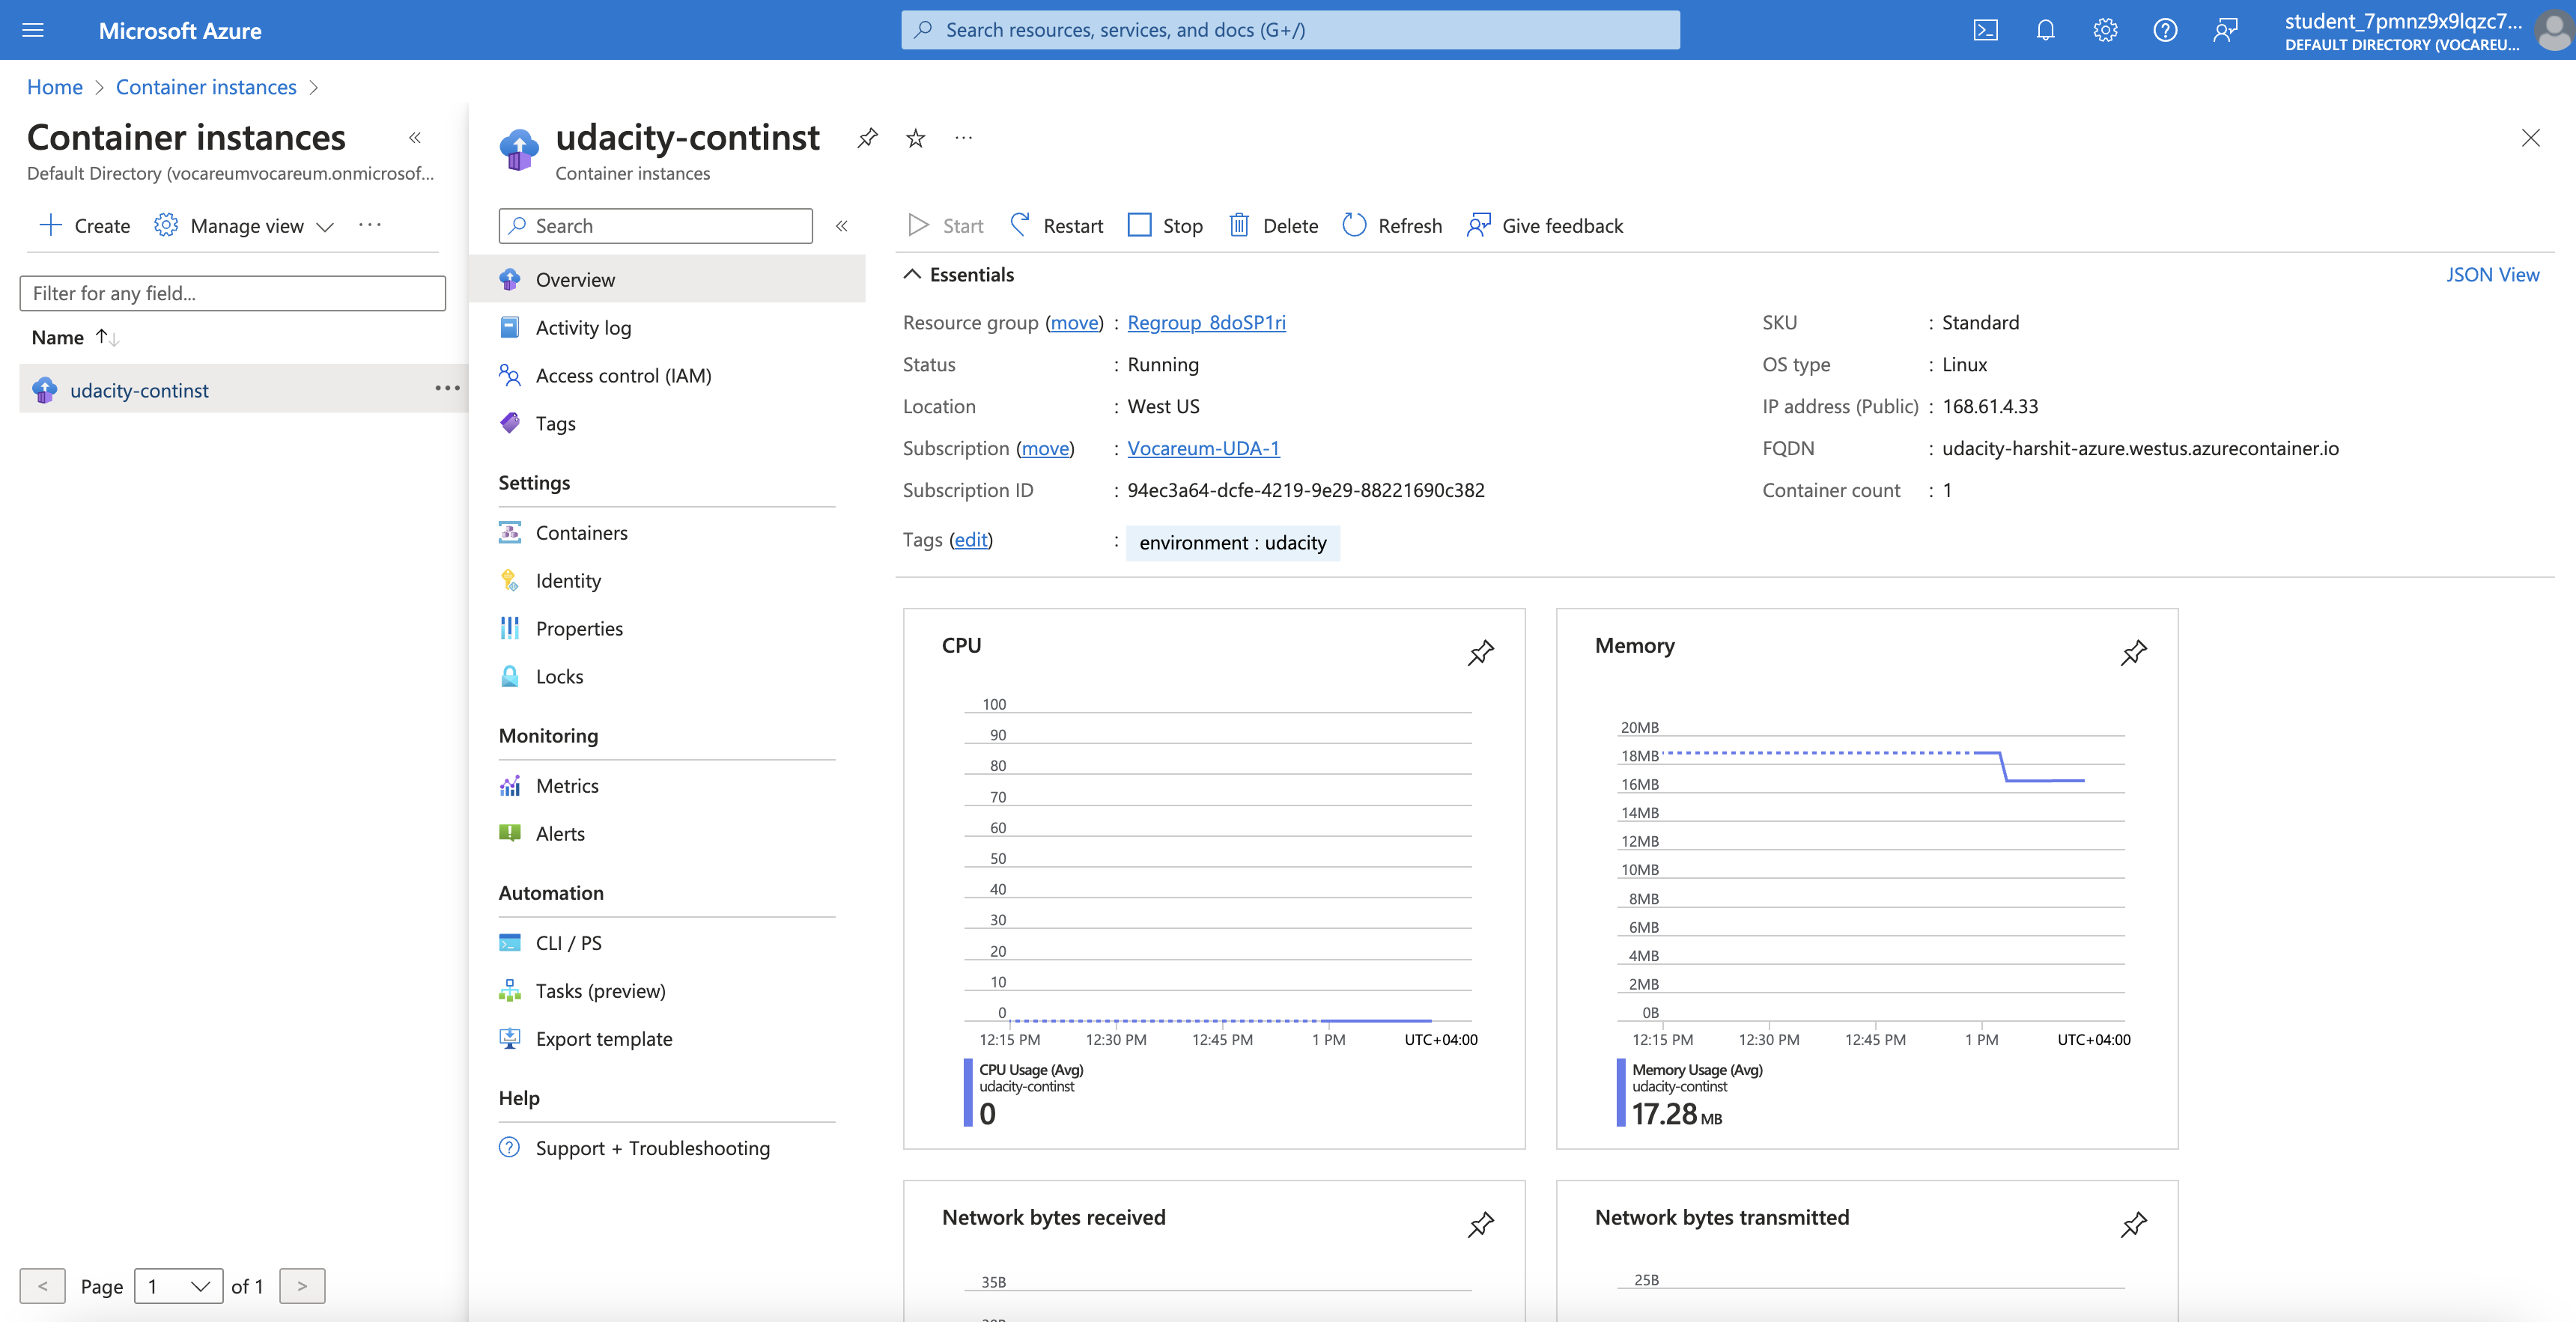 Microsoft Azure
Search resources, services, and docs (G+/)
student_7pmnz9x9lqzc7...
DEFAULT DIRECTORY (VOCAREU...
Home > Container instances >
Container instances
Default Directory (vocareumvocareum.onmicrosof...
Create
Manage view
Filter for any field...
Name
udacity-continst
Page 1 of 1
udacity-continst
Container instances
Search
Overview
Activity log
Access control (IAM)
Tags
Settings
Containers
Identity
Properties
Locks
Monitoring
Metrics
Alerts
Automation
CLI / PS
Tasks (preview)
Export template
Help
Support + Troubleshooting
Start
Restart
Stop
Delete
Refresh
Give feedback
Essentials
JSON View
Resource group (move) : Regroup_8doSP1ri
Status : Running
Location : West US
Subscription (move) : Vocareum-UDA-1
Subscription ID : 94ec3a64-dcfe-4219-9e29-88221690c382
Tags (edit) : environment : udacity
SKU : Standard
OS type : Linux
IP address (Public) : 168.61.4.33
FQDN : udacity-harshit-azure.westus.azurecontainer.io
Container count : 1
CPU
100
90
80
70
60
50
40
30
20
10
0
12:15 PM 12:30 PM 12:45 PM 1 PM UTC+04:00
CPU Usage (Avg)
udacity-continst
0
Memory
20MB
18MB
16MB
14MB
12MB
10MB
8MB
6MB
4MB
2MB
0B
12:15 PM 12:30 PM 12:45 PM 1 PM UTC+04:00
Memory Usage (Avg)
udacity-continst
17.28 MB
Network bytes received
35B
Network bytes transmitted
25B